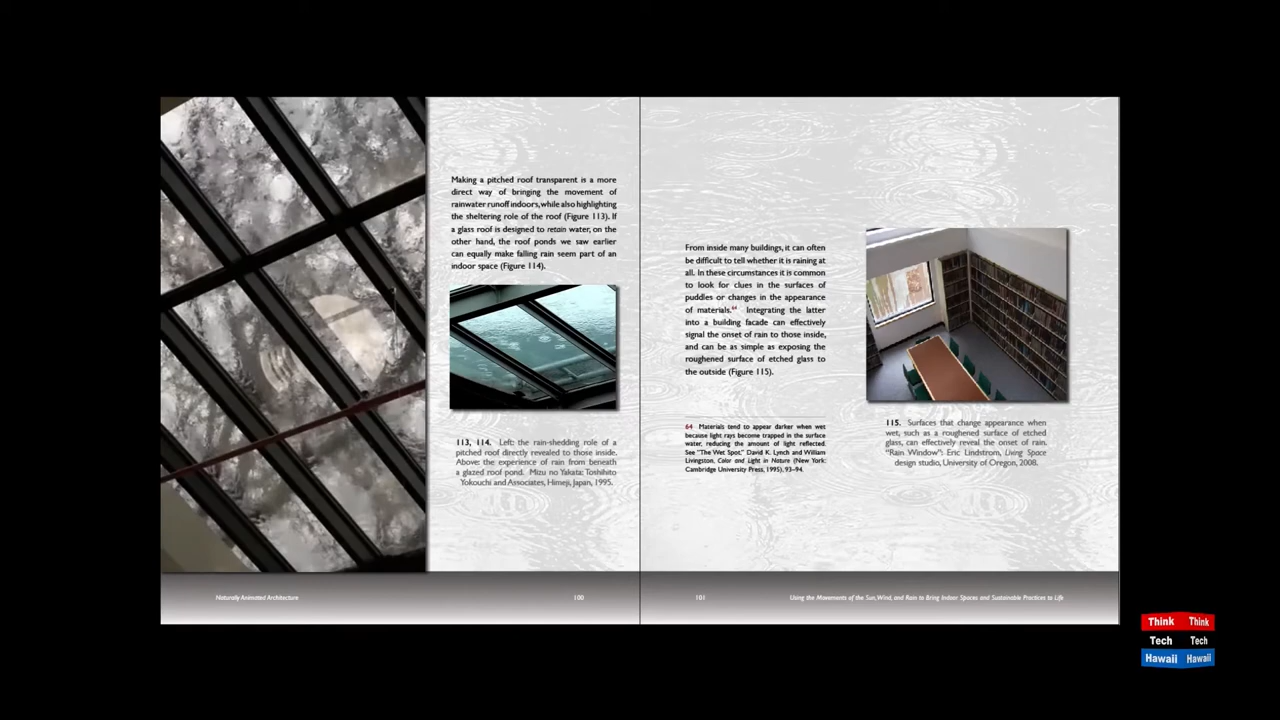 Making a pitched roof transparent is a more
direct way of bringing the movement of
rainwater runoff indoors, while also highlighting
the sheltering role of the roof (Figure 113). If
a glass roof is designed to retain water, on the
other hand, the roof ponds we saw earlier
can equally make falling rain seem part of an
indoor space (Figure 114).
113, 114. Left: the rain-shedding role of a
pitched roof directly revealed to those inside.
Above: the experience of rain from beneath
a glazed roof pond. Mizu no Yakata: Toshihito
Yokouchi and Associates, Himeji, Japan, 1995.
Naturally Animated Architecture
100
From inside many buildings, it can often
be difficult to tell whether it is raining at
all. In these circumstances it is common
to look for clues in the surfaces of
puddles or changes in the appearance
of materials.64 Integrating the latter
into a building facade can effectively
signal the onset of rain to those inside,
and can be as simple as exposing the
roughened surface of etched glass to
the outside (Figure 115).
64 Materials tend to appear darker when wet
because light rays become trapped in the surface
water, reducing the amount of light reflected.
See "The Wet Spot," David K. Lynch and William
Livingston, Color and Light in Nature (New York:
Cambridge University Press, 1995), 93–94.
115. Surfaces that change appearance when
wet, such as a roughened surface of etched
glass, can effectively reveal the onset of rain.
"Rain Window": Eric Lindstrom, Living Space
design studio, University of Oregon, 2008.
101
Using the Movements of the Sun, Wind, and Rain to Bring Indoor Spaces and Sustainable Practices to Life
Think Think
Tech Tech
Hawaii Hawaii